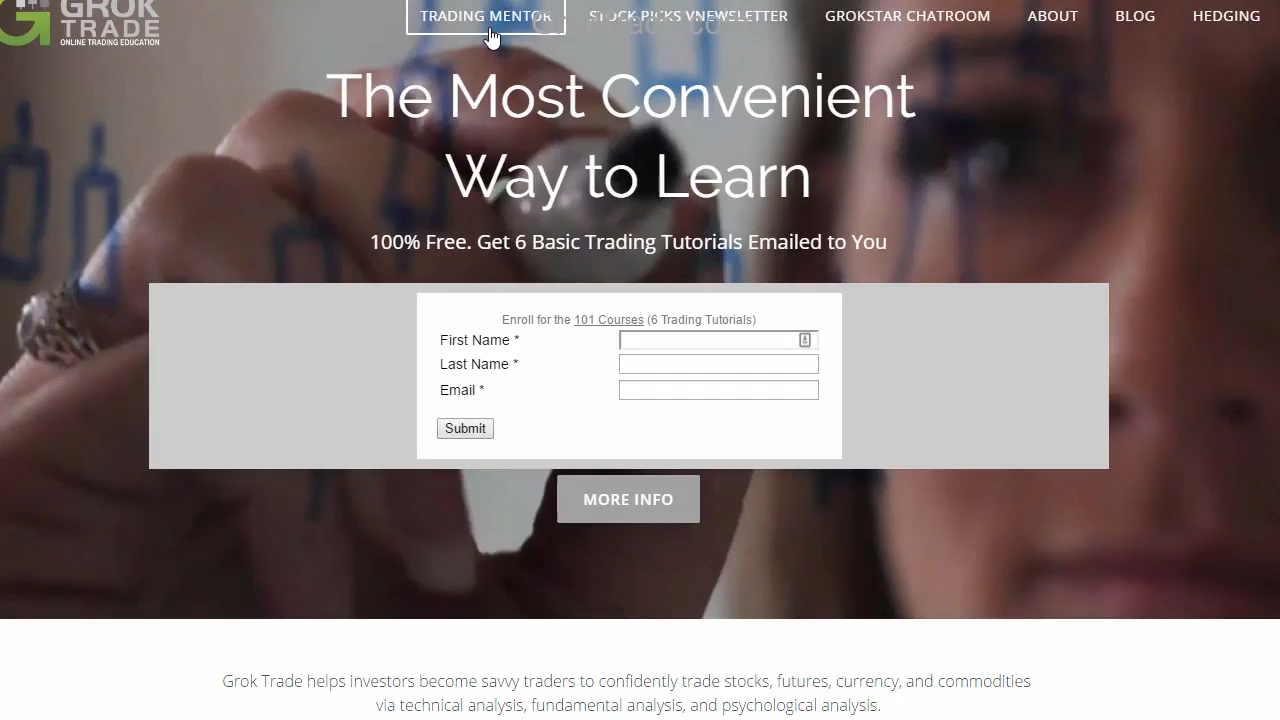 GROK
TRADE
ONLINE TRADING EDUCATION
TRADING MENTOR STOCK PICKS VNEWSLETTER GROKSTAR CHATROOM ABOUT BLOG HEDGING
The Most Convenient
Way to Learn
100% Free. Get 6 Basic Trading Tutorials Emailed to You
Enroll for the 101 Courses (6 Trading Tutorials)
First Name *
Last Name *
Email *
Submit
MORE INFO
Grok Trade helps investors become savvy traders to confidently trade stocks, futures, currency, and commodities
via technical analysis, fundamental analysis, and psychological analysis.